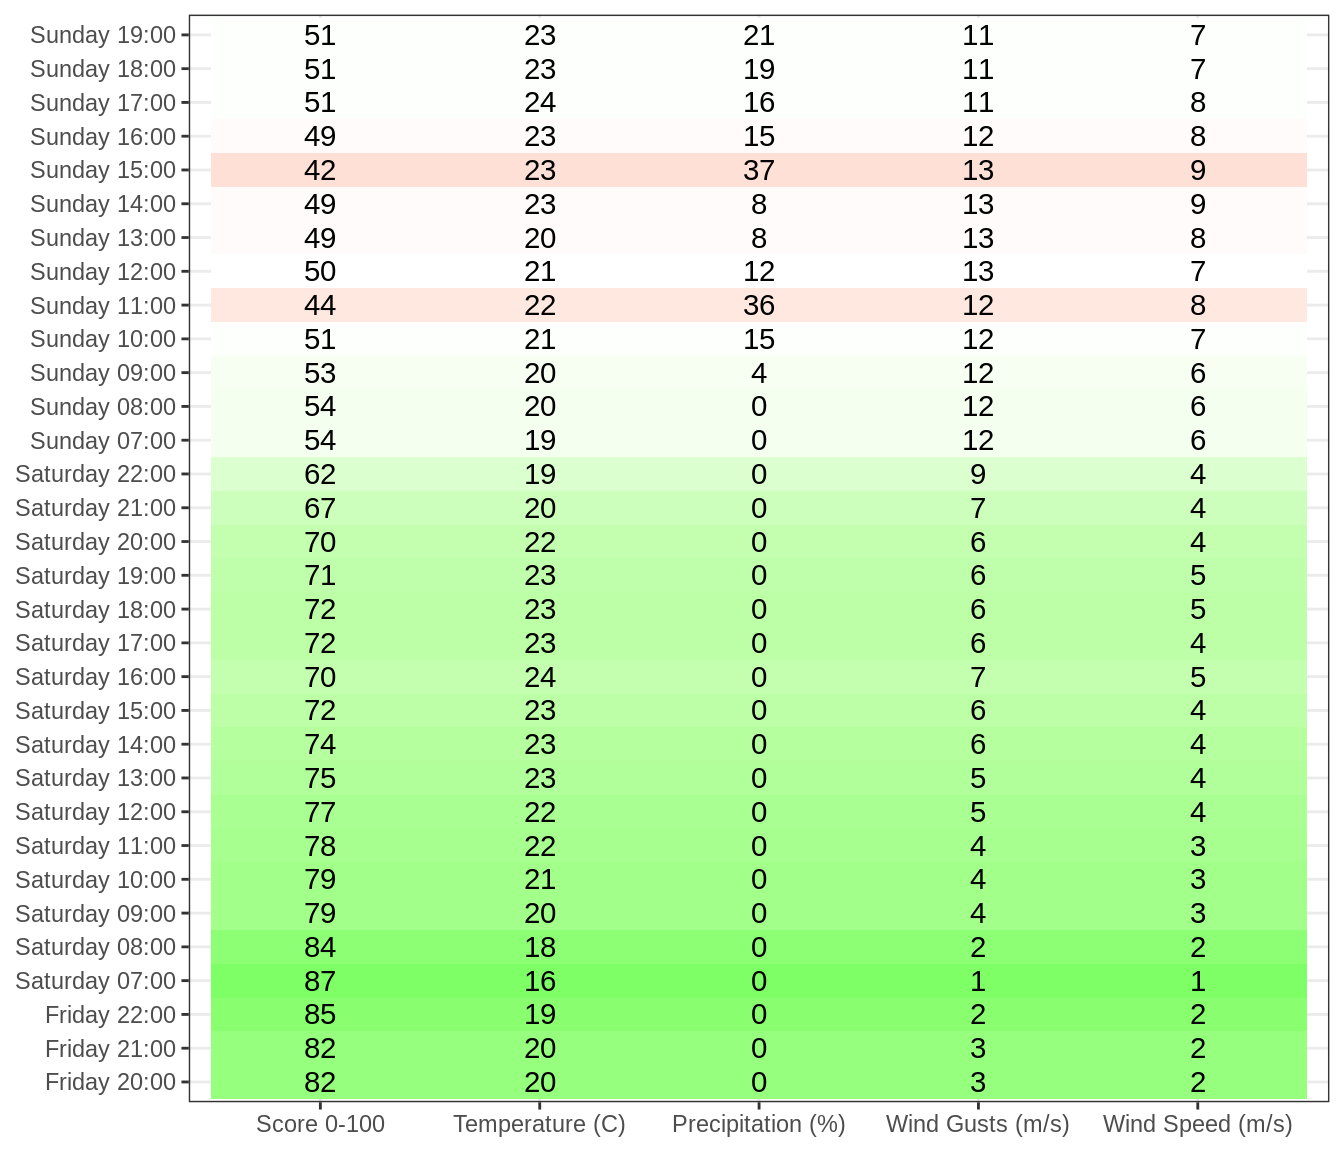 Sunday 19:00 51 23 21 11 7
Sunday 18:00 51 23 19 11 7
Sunday 17:00 51 24 16 11 8
Sunday 16:00 49 23 15 12 8
Sunday 15:00 42 23 37 13 9
Sunday 14:00 49 23 8 13 9
Sunday 13:00 49 20 8 13 8
Sunday 12:00 50 21 12 13 7
Sunday 11:00 44 22 36 12 8
Sunday 10:00 51 21 15 12 7
Sunday 09:00 53 20 4 12 6
Sunday 08:00 54 20 0 12 6
Sunday 07:00 54 19 0 12 6
Saturday 22:00 62 19 0 9 4
Saturday 21:00 67 20 0 7 4
Saturday 20:00 70 22 0 6 4
Saturday 19:00 71 23 0 6 5
Saturday 18:00 72 23 0 6 5
Saturday 17:00 72 23 0 6 4
Saturday 16:00 70 24 0 7 5
Saturday 15:00 72 23 0 6 4
Saturday 14:00 74 23 0 6 4
Saturday 13:00 75 23 0 5 4
Saturday 12:00 77 22 0 5 4
Saturday 11:00 78 22 0 4 3
Saturday 10:00 79 21 0 4 3
Saturday 09:00 79 20 0 4 3
Saturday 08:00 84 18 0 2 2
Saturday 07:00 87 16 0 1 1
Friday 22:00 85 19 0 2 2
Friday 21:00 82 20 0 3 2
Friday 20:00 82 20 0 3 2
Score 0-100 Temperature (C) Precipitation (%) Wind Gusts (m/s) Wind Speed (m/s)